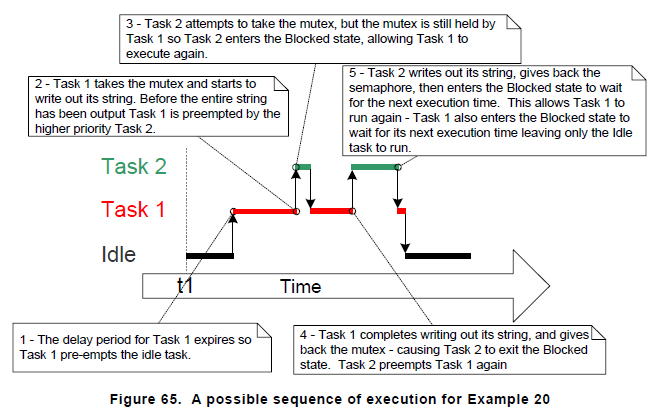 3 - Task 2 attempts to take the mutex, but the mutex is still held by
Task 1 so Task 2 enters the Blocked state, allowing Task 1 to
execute again.
2 - Task 1 takes the mutex and starts to
write out its string. Before the entire string
has been output Task 1 is preempted by the
higher priority Task 2.
5 - Task 2 writes out its string, gives back the
semaphore, then enters the Blocked state to wait
for the next execution time.  This allows Task 1 to
run again - Task 1 also enters the Blocked state to
wait for its next execution time leaving only the Idle
task to run.
Task 2
Task 1
Idle
t1
Time
1 - The delay period for Task 1 expires so
Task 1 pre-empts the idle task.
4 - Task 1 completes writing out its string, and gives
back the mutex - causing Task 2 to exit the Blocked
state.  Task 2 preempts Task 1 again
Figure 65.  A possible sequence of execution for Example 20